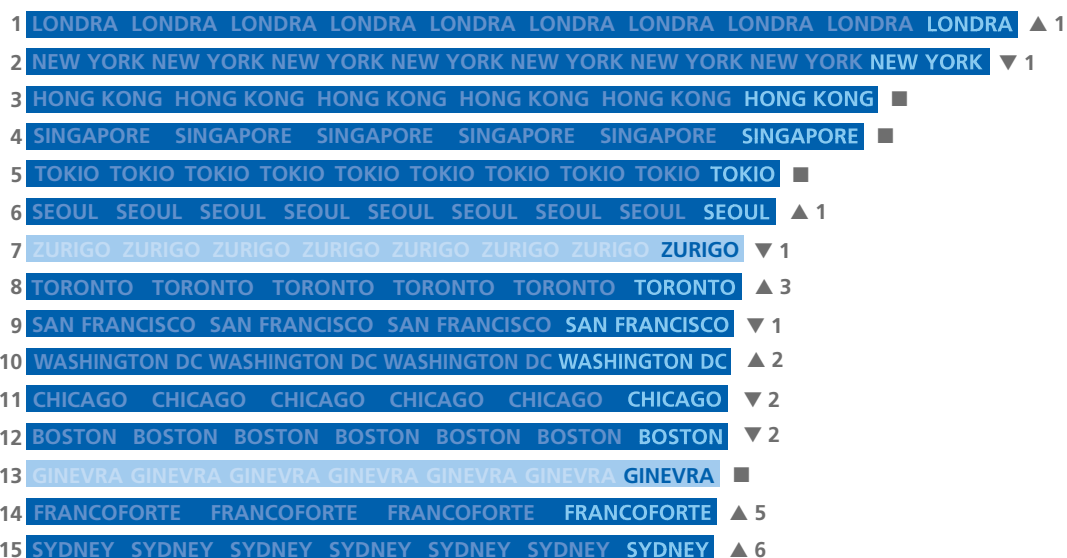 1 LONDRA LONDRA LONDRA LONDRA LONDRA LONDRA LONDRA LONDRA LONDRA LONDRA ▲ 1
2 NEW YORK NEW YORK NEW YORK NEW YORK NEW YORK NEW YORK NEW YORK NEW YORK ▼ 1
3 HONG KONG HONG KONG HONG KONG HONG KONG HONG KONG HONG KONG ■
4 SINGAPORE SINGAPORE SINGAPORE SINGAPORE SINGAPORE SINGAPORE ■
5 TOKIO TOKIO TOKIO TOKIO TOKIO TOKIO TOKIO TOKIO TOKIO TOKIO ■
6 SEOUL SEOUL SEOUL SEOUL SEOUL SEOUL SEOUL SEOUL SEOUL ▲ 1
7 ZURIGO ZURIGO ZURIGO ZURIGO ZURIGO ZURIGO ZURIGO ZURIGO ▼ 1
8 TORONTO TORONTO TORONTO TORONTO TORONTO TORONTO ▲ 3
9 SAN FRANCISCO SAN FRANCISCO SAN FRANCISCO SAN FRANCISCO ▼ 1
10 WASHINGTON DC WASHINGTON DC WASHINGTON DC WASHINGTON DC ▲ 2
11 CHICAGO CHICAGO CHICAGO CHICAGO CHICAGO CHICAGO ▼ 2
12 BOSTON BOSTON BOSTON BOSTON BOSTON BOSTON BOSTON ▼ 2
13 GINEVRA GINEVRA GINEVRA GINEVRA GINEVRA GINEVRA GINEVRA ■
14 FRANCOFORTE FRANCOFORTE FRANCOFORTE FRANCOFORTE ▲ 5
15 SYDNEY SYDNEY SYDNEY SYDNEY SYDNEY SYDNEY SYDNEY ▲ 6